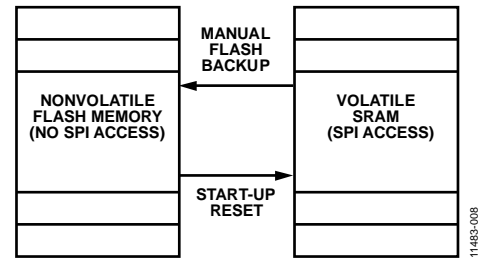 MANUAL
FLASH
BACKUP
NONVOLATILE
FLASH MEMORY
(NO SPI ACCESS)
VOLATILE
SRAM
(SPI ACCESS)
START-UP
RESET
11483-008